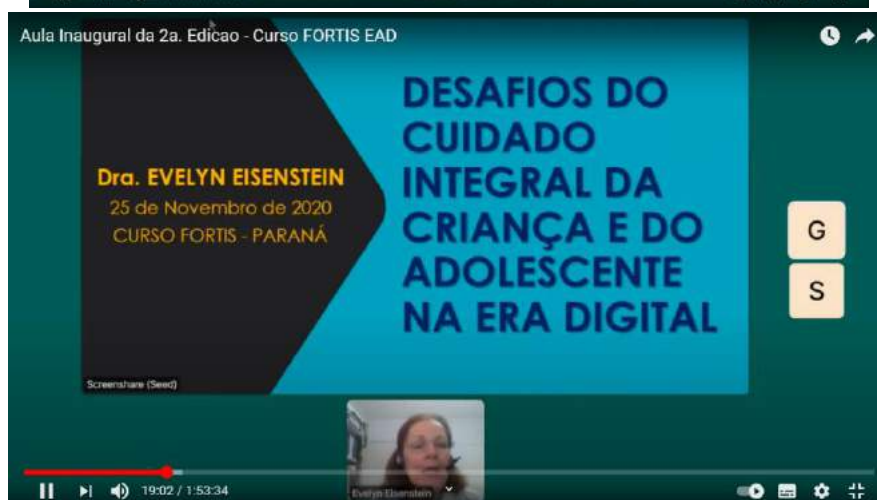 Aula Inaugural da 2a. Edicao - Curso FORTIS EAD
Dra. EVELYN EISENSTEIN
25 de Novembro de 2020
CURSO FORTIS - PARANÁ
DESAFIOS DO
CUIDADO
INTEGRAL DA
CRIANÇA E DO
ADOLESCENTE
NA ERA DIGITAL
G
S
Screenshare (Seed)
Evelyn Eisenstein
19:02 / 1:53:34